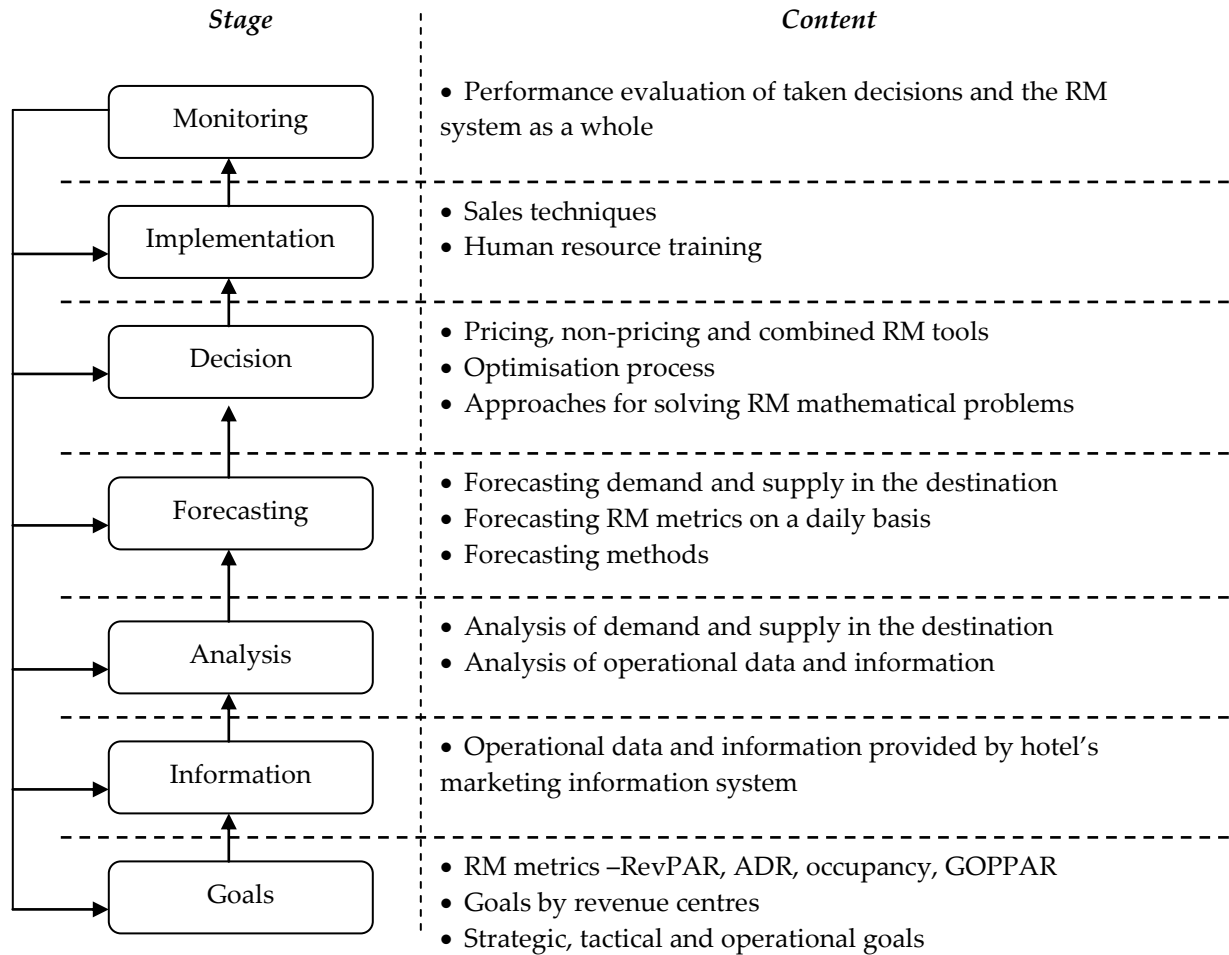 Stage
Content
Monitoring
• Performance evaluation of taken decisions and the RM
system as a whole
Implementation
• Sales techniques
• Human resource training
Decision
• Pricing, non-pricing and combined RM tools
• Optimisation process
• Approaches for solving RM mathematical problems
Forecasting
• Forecasting demand and supply in the destination
• Forecasting RM metrics on a daily basis
• Forecasting methods
Analysis
• Analysis of demand and supply in the destination
• Analysis of operational data and information
Information
• Operational data and information provided by hotel’s
marketing information system
Goals
• RM metrics –RevPAR, ADR, occupancy, GOPPAR
• Goals by revenue centres
• Strategic, tactical and operational goals